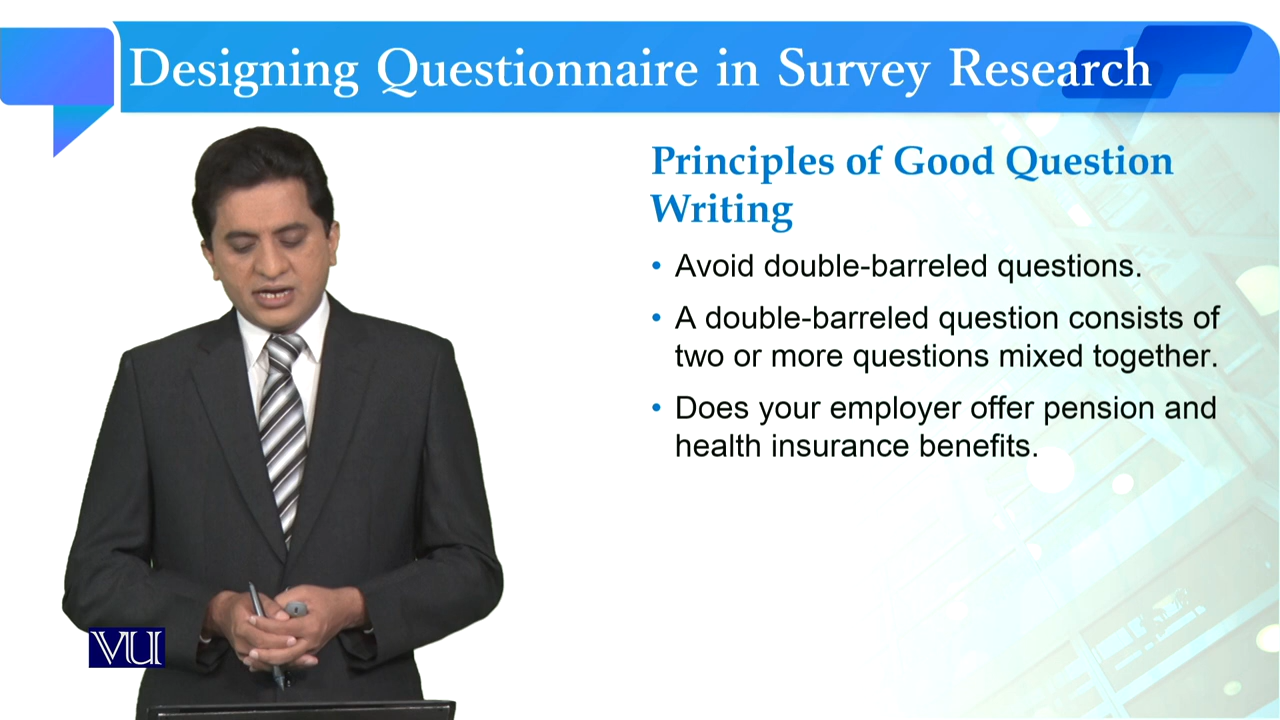 Designing Questionnaire in Survey Research
Principles of Good Question
Writing
• Avoid double-barreled questions.
• A double-barreled question consists of
two or more questions mixed together.
• Does your employer offer pension and
health insurance benefits.
VU